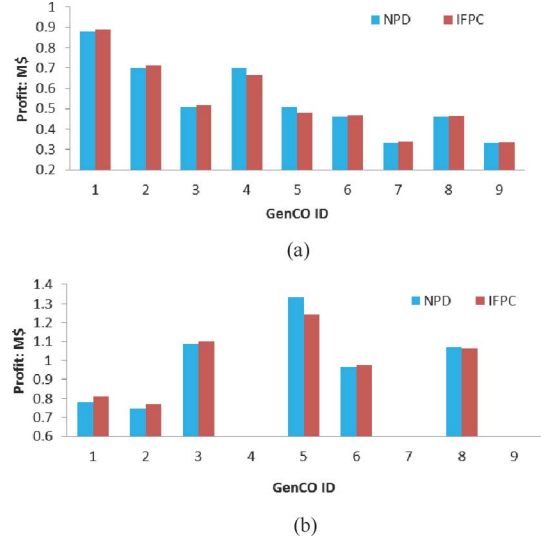 1
0.9
0.8
0.7
0.6
0.5
0.4
0.3
0.2
Profit: M$
NPD IFPC
1 2 3 4 5 6 7 8 9
GenCO ID
(a)
1.4
1.3
1.2
1.1
1
0.9
0.8
0.7
0.6
Profit: M$
NPD IFPC
1 2 3 4 5 6 7 8 9
GenCO ID
(b)